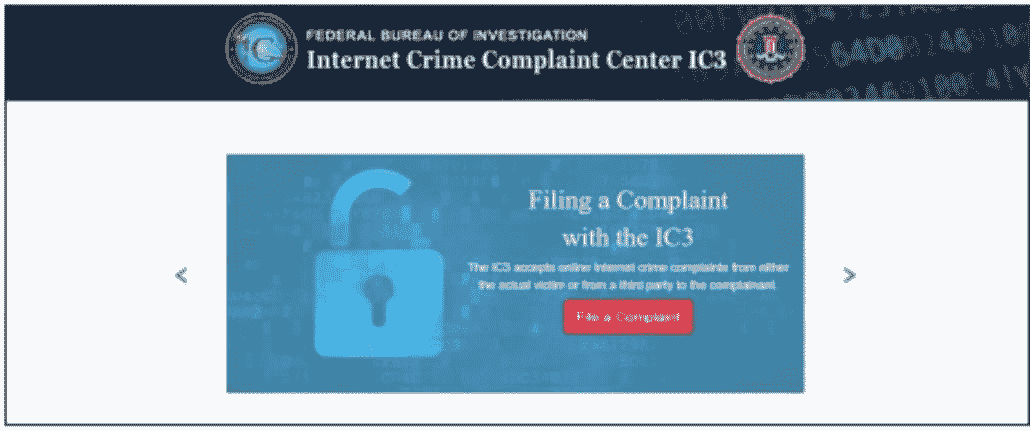 IC
FEDERAL BUREAU OF INVESTIGATION
Internet Crime Complaint Center IC3
Filing a Complaint
with the IC3
The IC3 accepts online Internet crime complaints from either
the actual victim or from a third party to the complainant.
File a Complaint